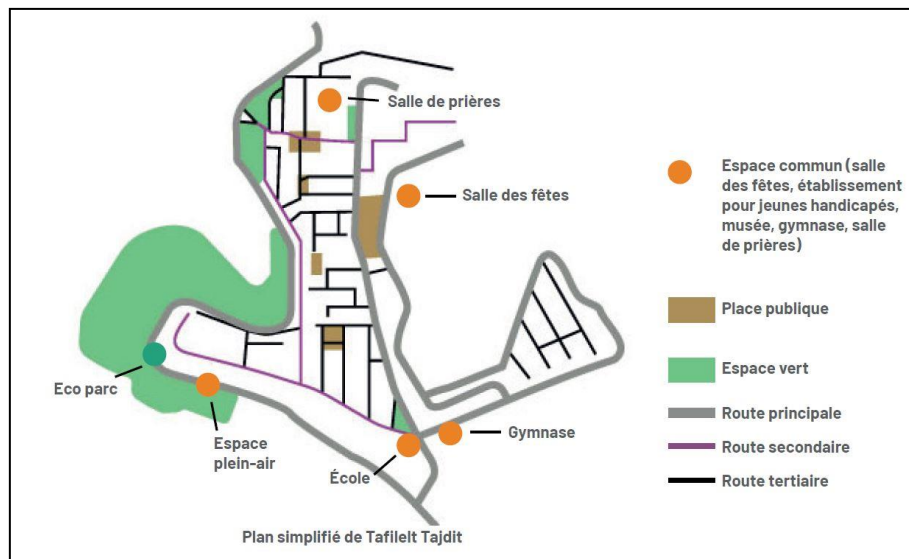 Salle de prières
Salle des fêtes
Eco parc
Espace
plein-air
École
Gymnase
Plan simplifié de Tafilelt Tajdit
Espace commun (salle
des fêtes, établissement
pour jeunes handicapés,
musée, gymnase, salle
de prières)
Place publique
Espace vert
Route principale
Route secondaire
Route tertiaire